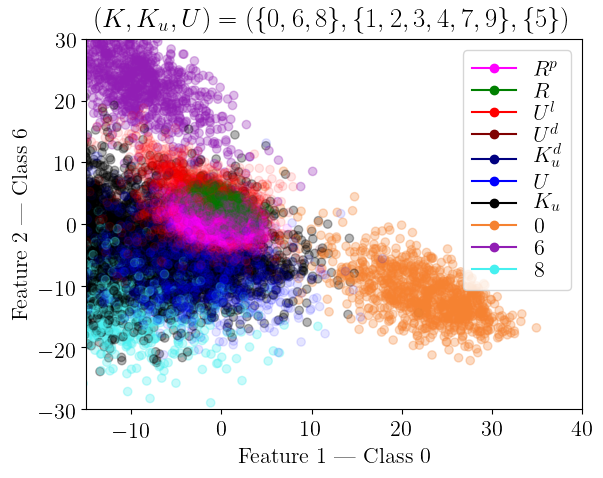 (K, K_u, U) = ({0, 6, 8}, {1, 2, 3, 4, 7, 9}, {5})
30
20
10
0
−10
−20
−30
Feature 2 — Class 6
R^p
R
U^l
U^d
K_u^d
U
K_u
0
6
8
−10
0
10
20
30
40
Feature 1 — Class 0